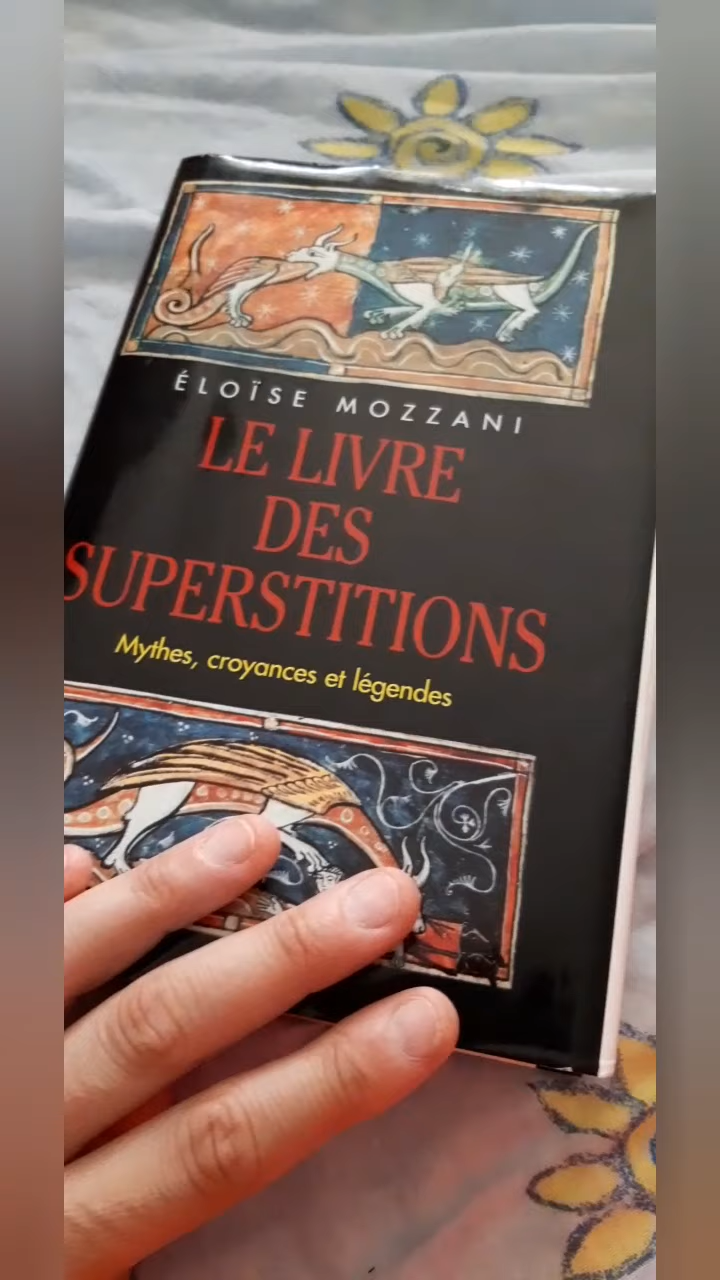 ÉLOÏSE MOZZANI
LE LIVRE
DES
SUPERSTITIONS
Mythes, croyances et légendes